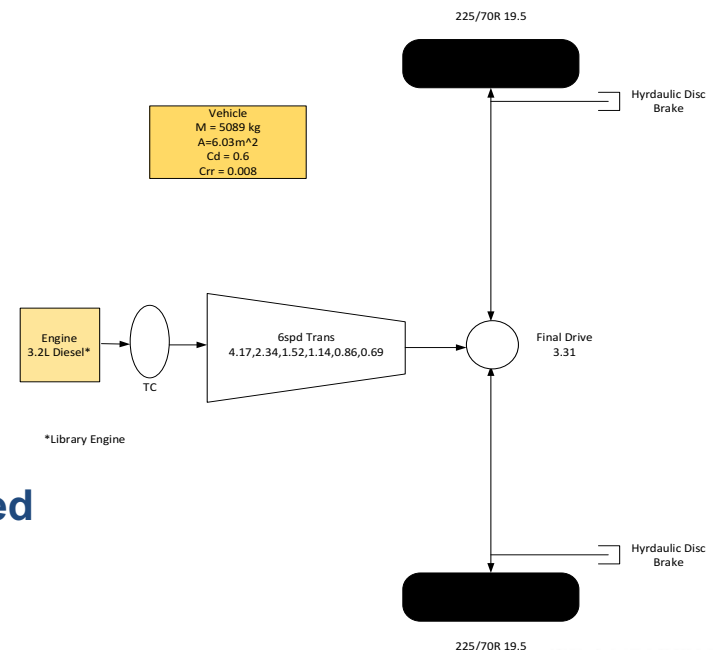 225/70R 19.5
Hyrdaulic Disc
Brake
Vehicle
M = 5089 kg
A=6.03m^2
Cd = 0.6
Crr = 0.008
Engine
3.2L Diesel*
TC
6spd Trans
4.17,2.34,1.52,1.14,0.86,0.69
Final Drive
3.31
*Library Engine
ed
Hyrdaulic Disc
Brake
225/70R 19.5